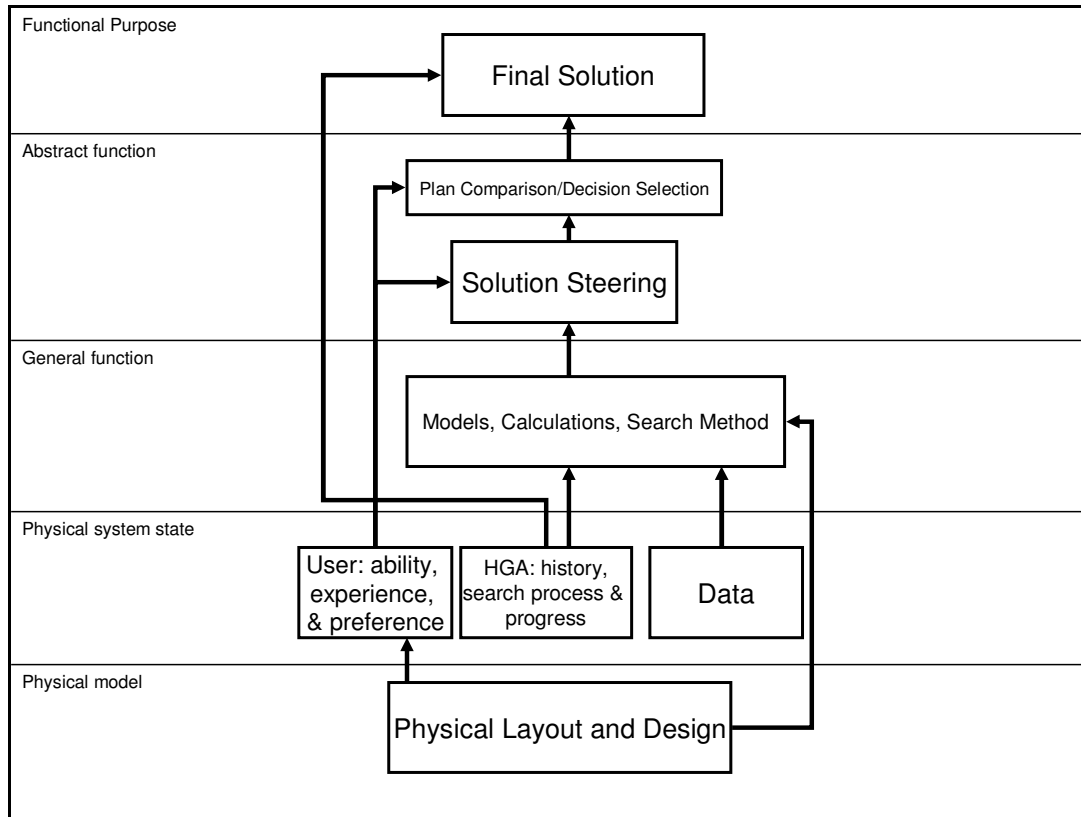 Functional Purpose
Final Solution
Abstract function
Plan Comparison/Decision Selection
Solution Steering
General function
Models, Calculations, Search Method
Physical system state
User: ability,
experience,
& preference
HGA: history,
search process &
progress
Data
Physical model
Physical Layout and Design